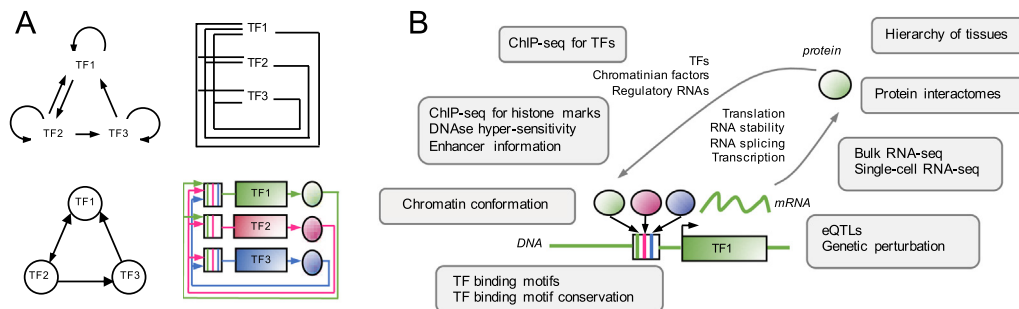 A
TF1
TF2
TF3
TF1
TF2
TF3
TF1
TF2
TF3
TF1
TF2
TF3
B
ChIP-seq for TFs
ChIP-seq for histone marks
DNAse hyper-sensitivity
Enhancer information
Chromatin conformation
TFs
Chromatinian factors
Regulatory RNAs
protein
Translation
RNA stability
RNA splicing
Transcription
Hierarchy of tissues
Protein interactomes
Bulk RNA-seq
Single-cell RNA-seq
mRNA
eQTLs
Genetic perturbation
DNA
TF1
TF binding motifs
TF binding motif conservation